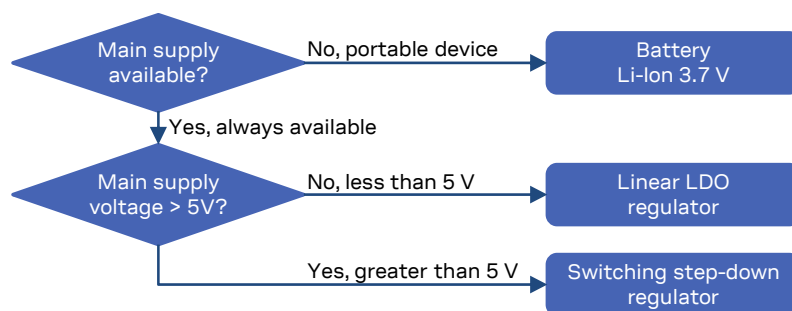 Main supply
available?
No, portable device
Battery
Li-Ion 3.7 V
Yes, always available
Main supply
voltage > 5V?
No, less than 5 V
Linear LDO
regulator
Yes, greater than 5 V
Switching step-down
regulator